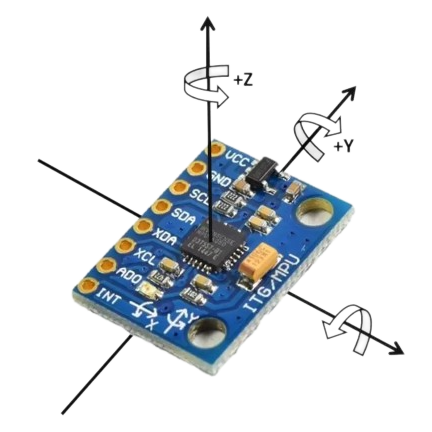 +Z
+Y
VCC
GND
SCL
SDA
XDA
XCL
ADO
INT
X
Y
ITG/MPU